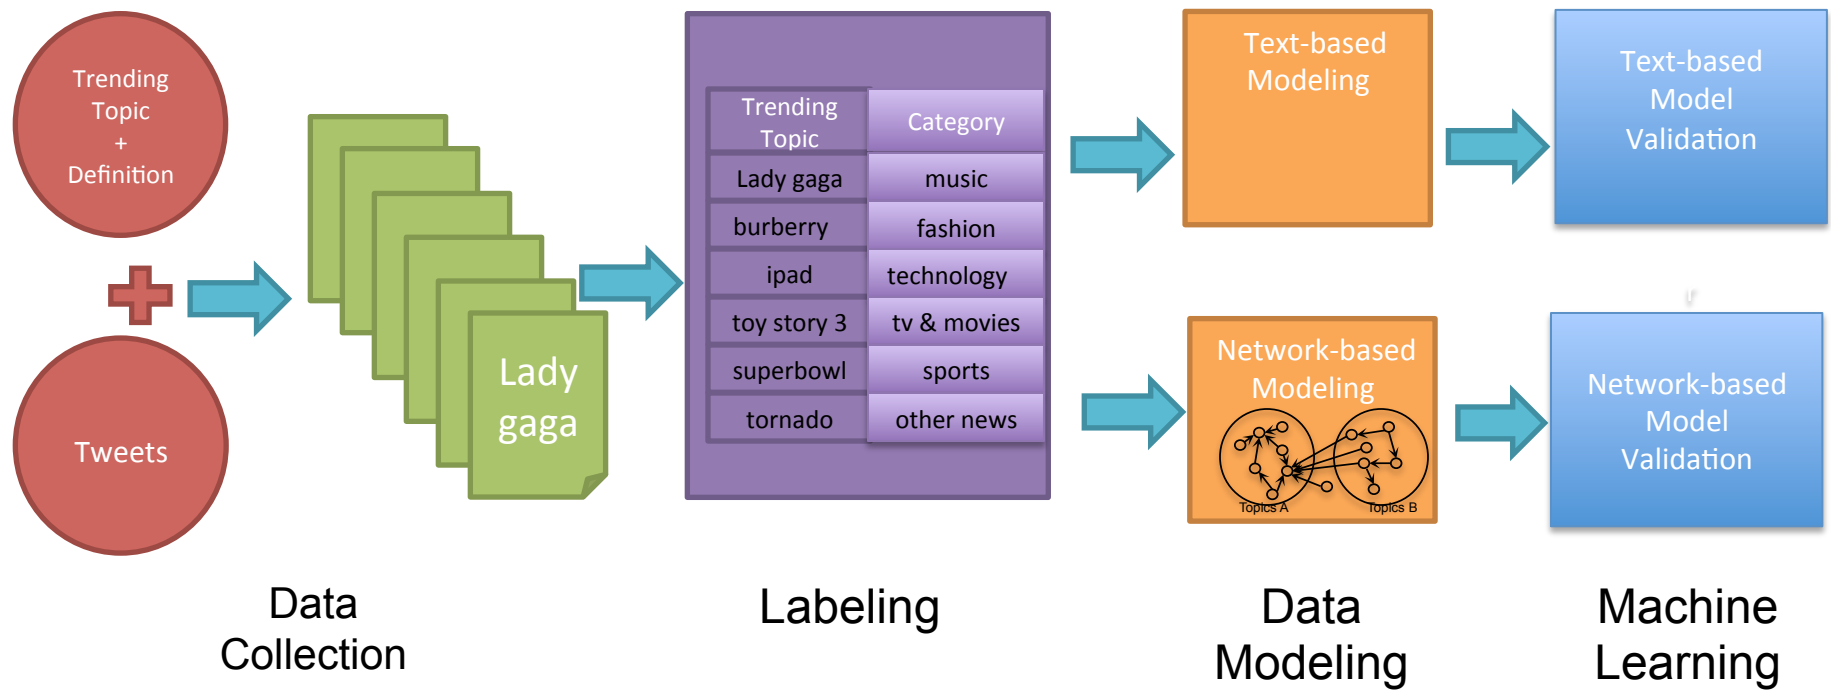 Trending
Topic
+
Definition
Tweets
Lady
gaga
Trending
Topic
Category
Lady gaga
music
burberry
fashion
ipad
technology
toy story 3
tv & movies
superbowl
sports
tornado
other news
Text-based
Modeling
Network-based
Modeling
Topics A
Topics B
Text-based
Model
Validation
Network-based
Model
Validation
Data
Collection
Labeling
Data
Modeling
Machine
Learning